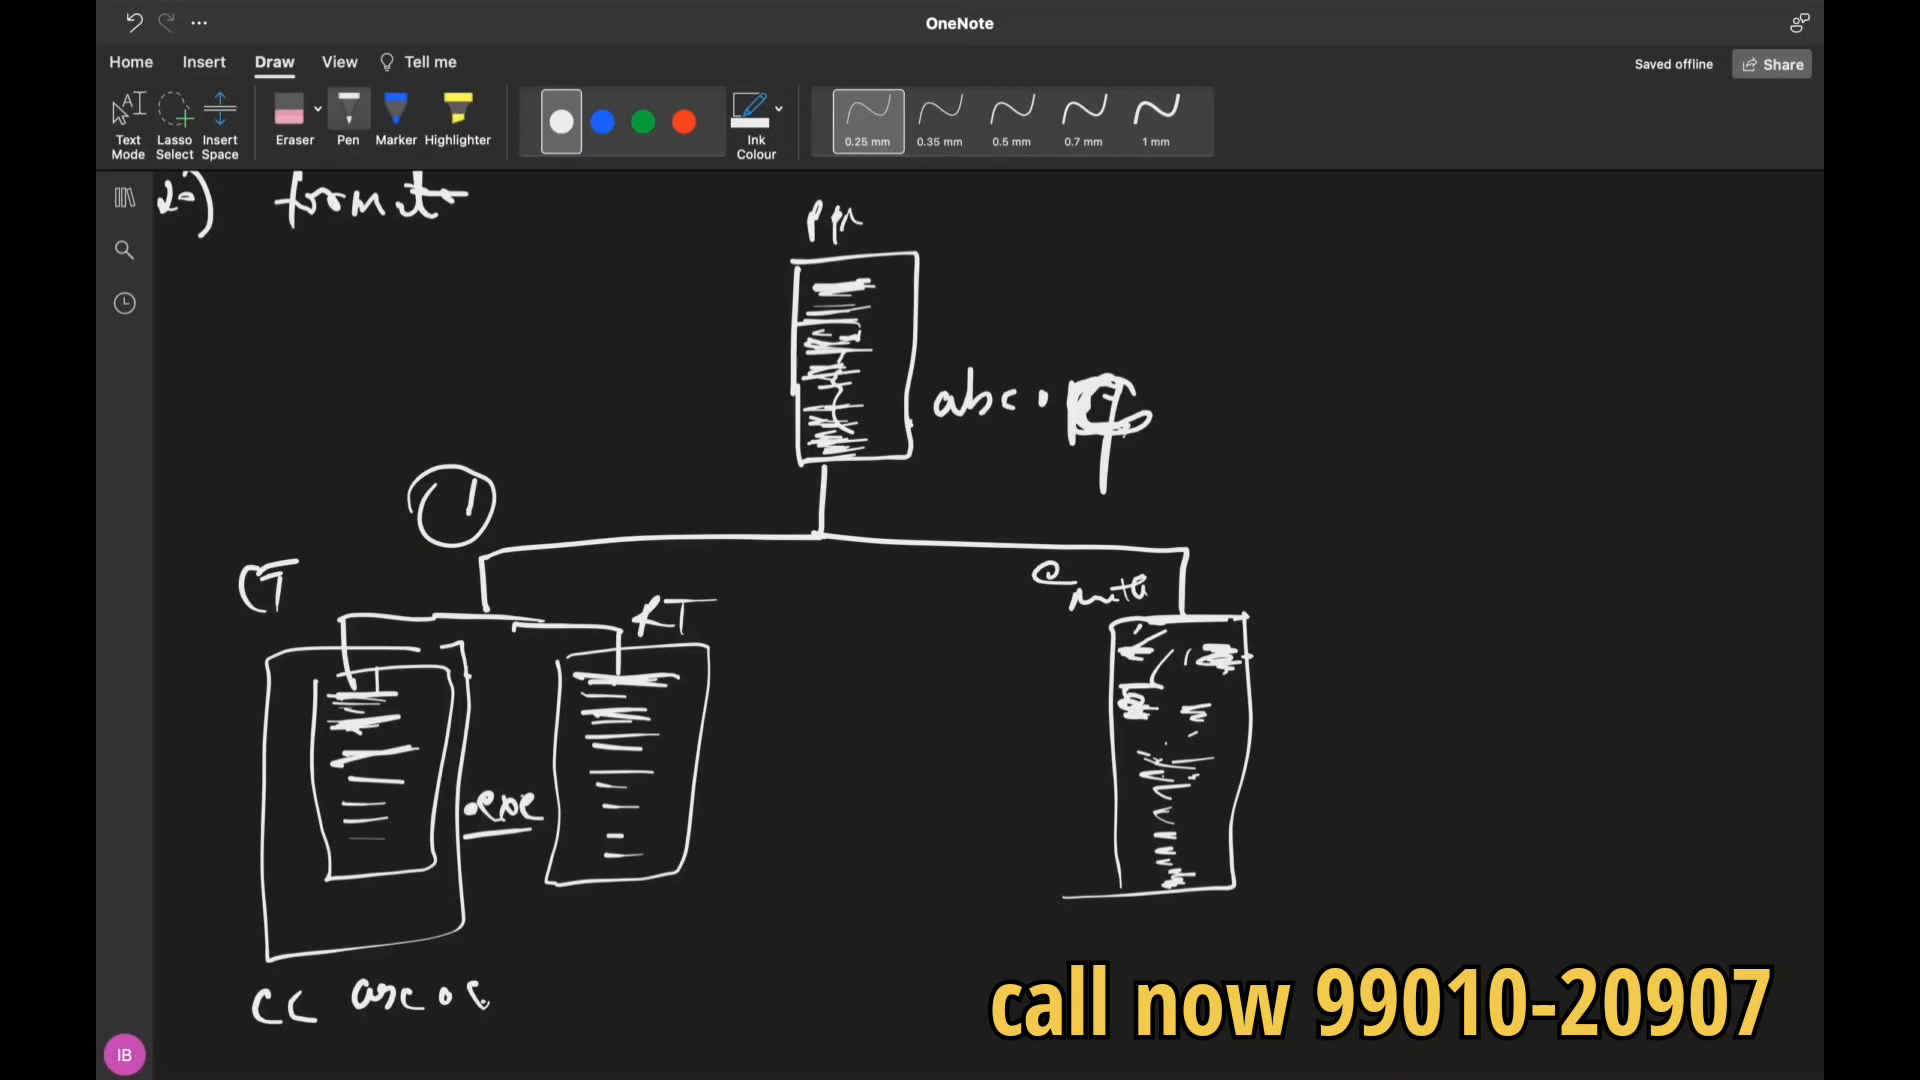 OneNote
Home Insert Draw View Tell me
Saved offline Share
Text Mode Lasso Select Insert Space Eraser Pen Marker Highlighter Ink Colour 0.25 mm 0.35 mm 0.5 mm 0.7 mm 1 mm
2)
abc.
CT
RT
.exe
CC
call now 99010-20907
IB